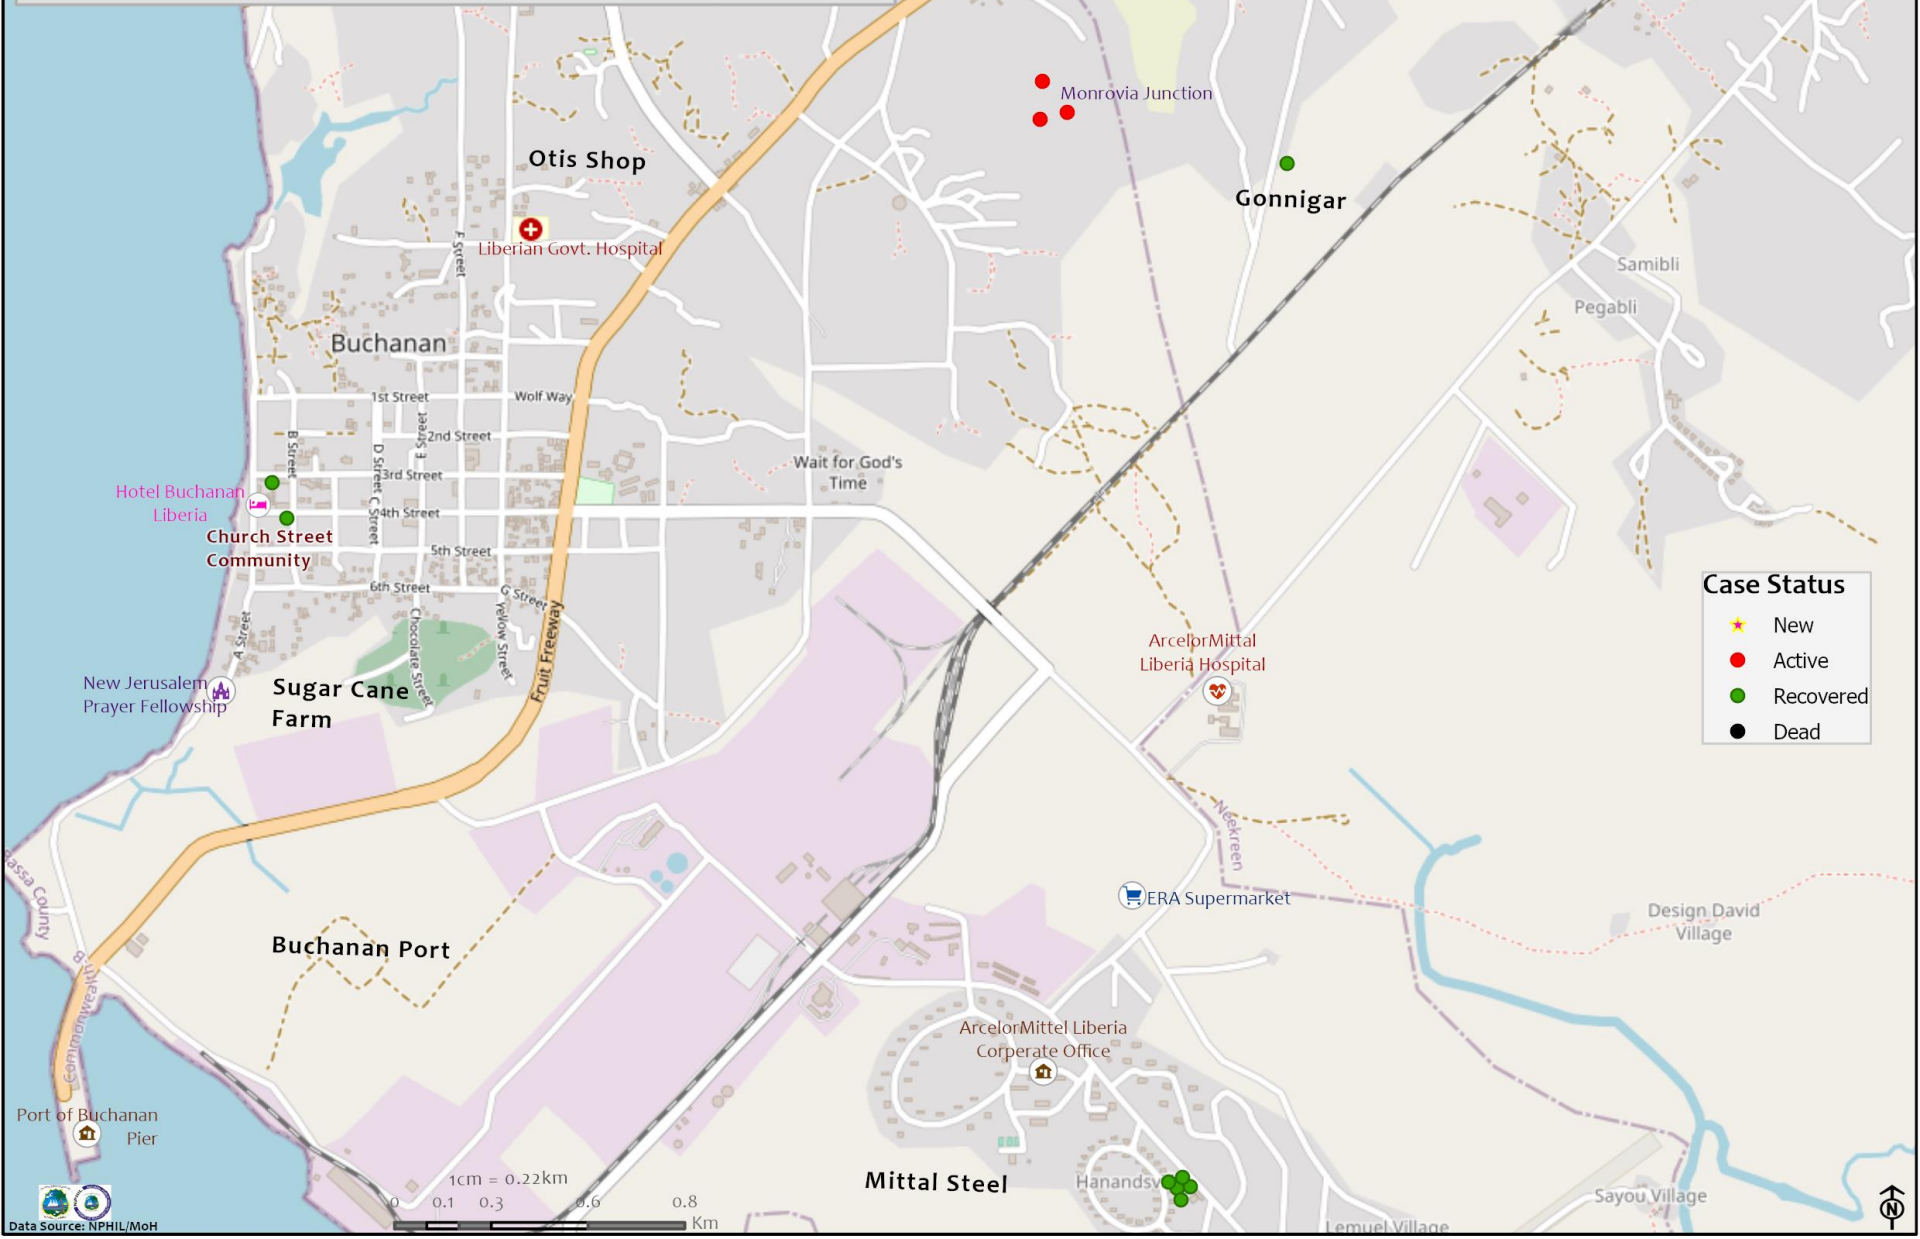 Monrovia Junction
Otis Shop
Gonnigar
Liberian Govt. Hospital
F Street
Samibli
Pegabli
Buchanan
1st Street
Wolf Way
E Street
2nd Street
B Street
D Street
3rd Street
C Street
4th Street
Wait for God's
Time
Hotel Buchanan
Liberia
Church Street
Community
5th Street
6th Street
G Street
A Street
Chocolate Street
Yellow Street
Fruit Freeway
ArcelorMittal
Liberia Hospital
New Jerusalem
Prayer Fellowship
Sugar Cane
Farm
Case Status
New
Active
Recovered
Dead
Neekreen
ERA Supermarket
Design David
Village
Bassa County
Buchanan Port
Commonwealth-B
ArcelorMittel Liberia
Corperate Office
Port of Buchanan
Pier
Mittal Steel
Sayou Village
Lemuel Village
1cm = 0.22km
0 0.1 0.3 0.6 0.8
Km
Data Source: NPHIL/MoH
N